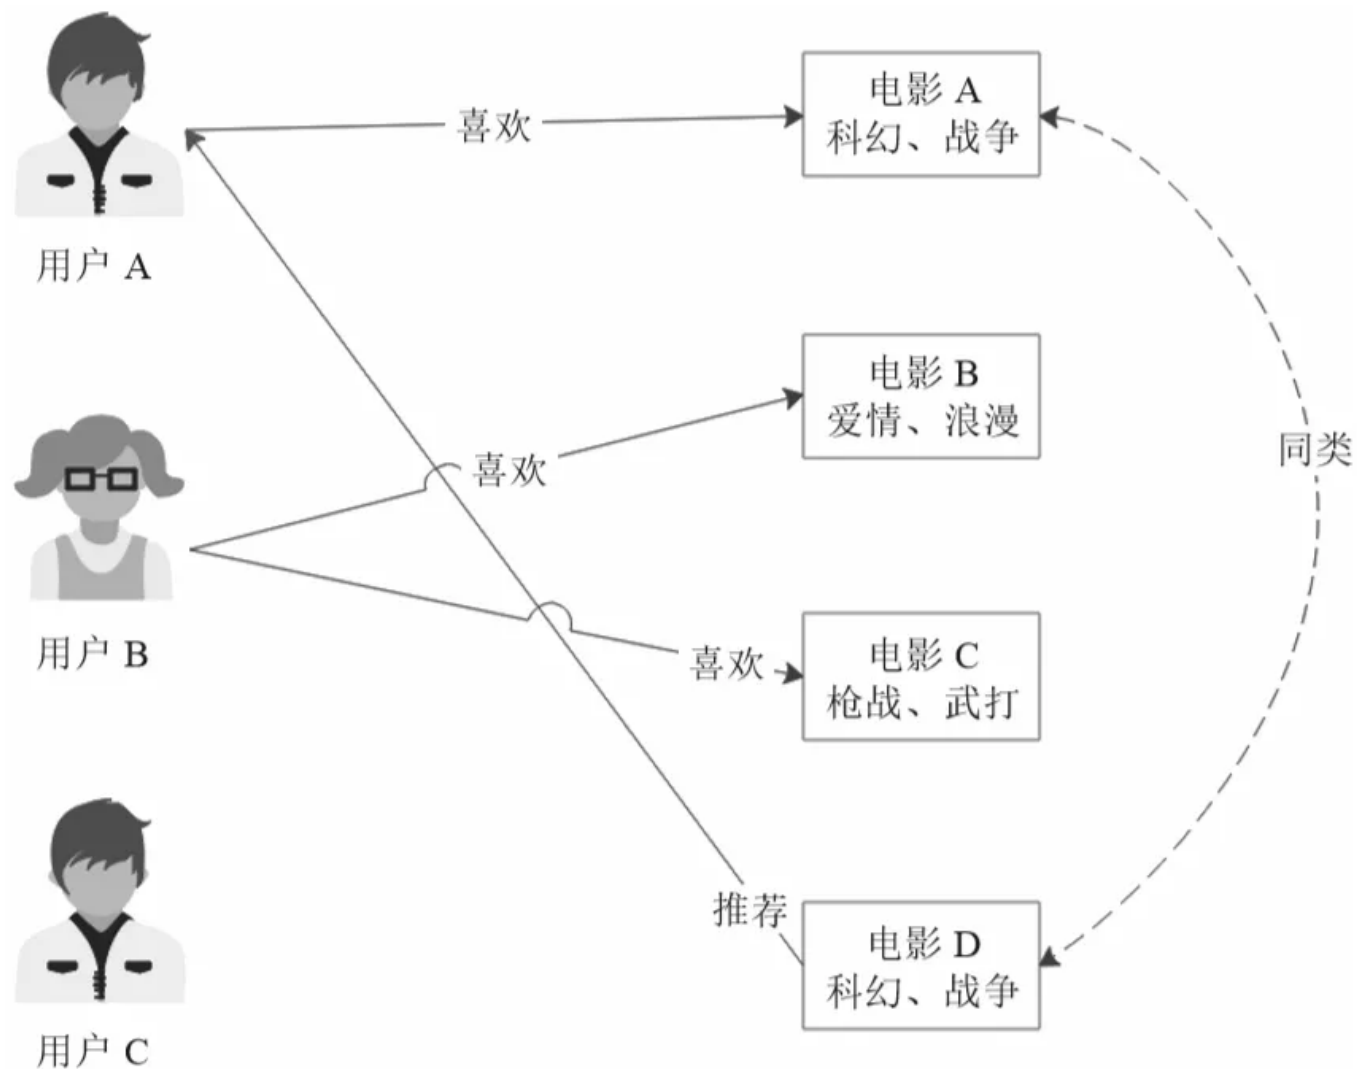 喜欢
电影 A
科幻、战争
用户 A
电影 B
爱情、浪漫
同类
喜欢
用户 B
喜欢
电影 C
枪战、武打
推荐
电影 D
科幻、战争
用户 C